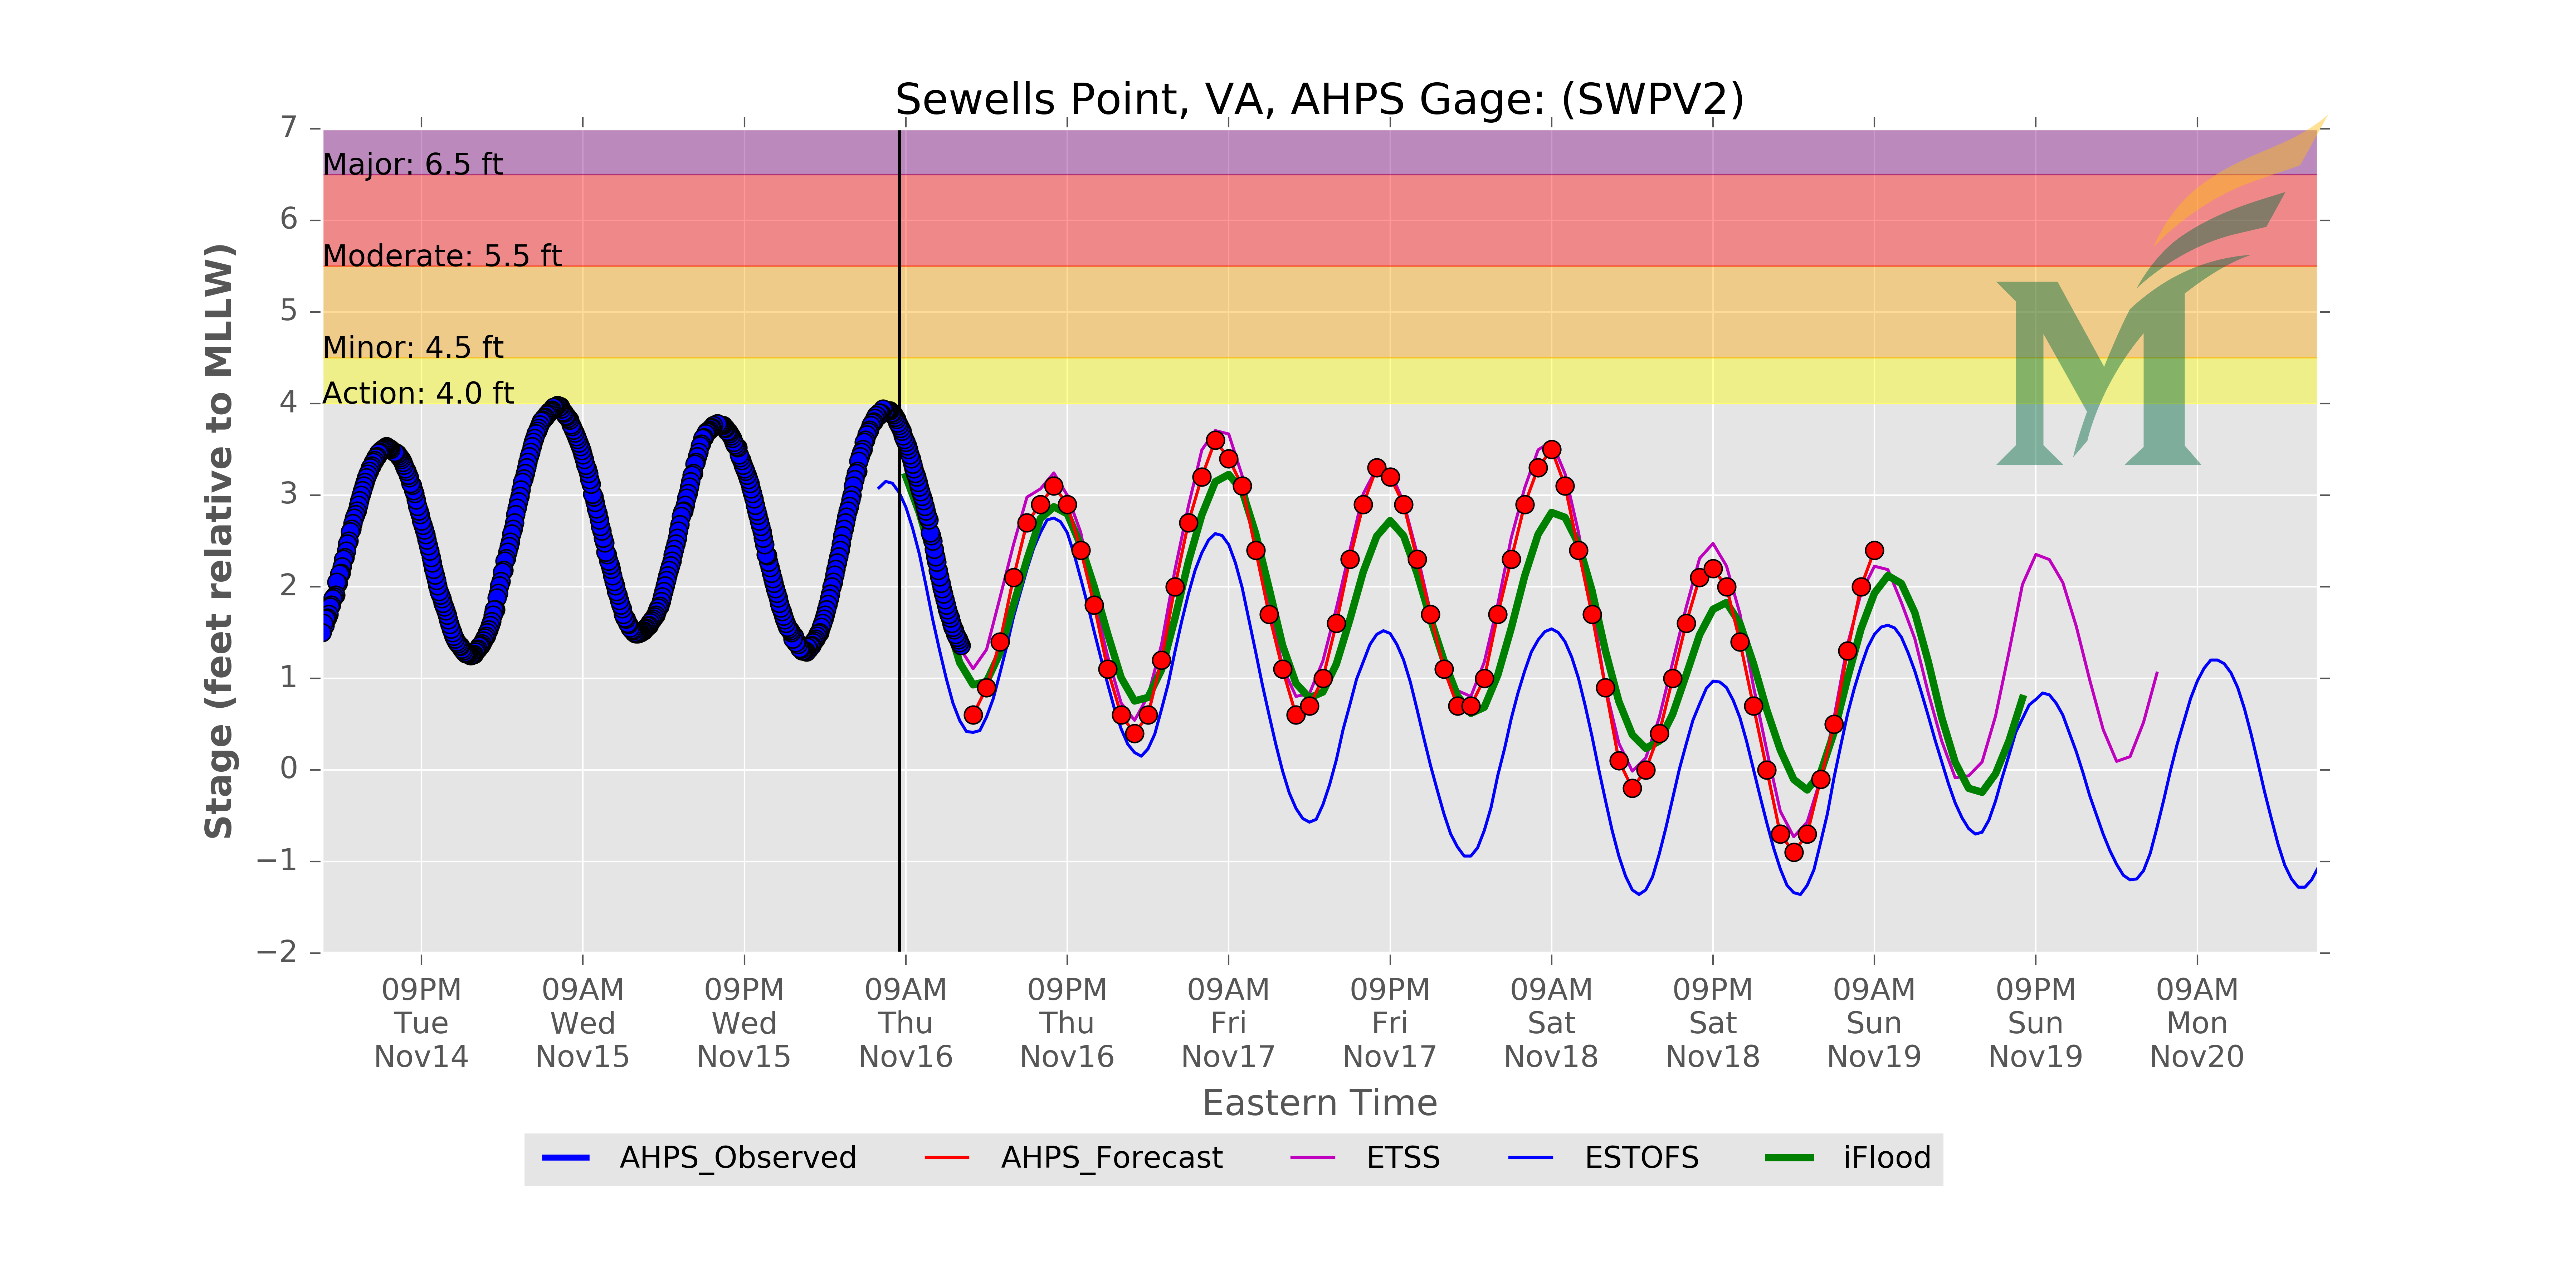 Sewells Point, VA, AHPS Gage: (SWPV2)
7
6
5
4
3
2
1
0
−1
−2
Stage (feet relative to MLLW)
Major: 6.5 ft
Moderate: 5.5 ft
Minor: 4.5 ft
Action: 4.0 ft
M
09PM 09AM 09PM 09AM 09PM 09AM 09PM 09AM 09PM 09AM 09PM 09AM
Tue Wed Wed Thu Thu Fri Fri Sat Sat Sun Sun Mon
Nov14 Nov15 Nov15 Nov16 Nov16 Nov17 Nov17 Nov18 Nov18 Nov19 Nov19 Nov20
Eastern Time
AHPS_Observed AHPS_Forecast ETSS ESTOFS iFlood